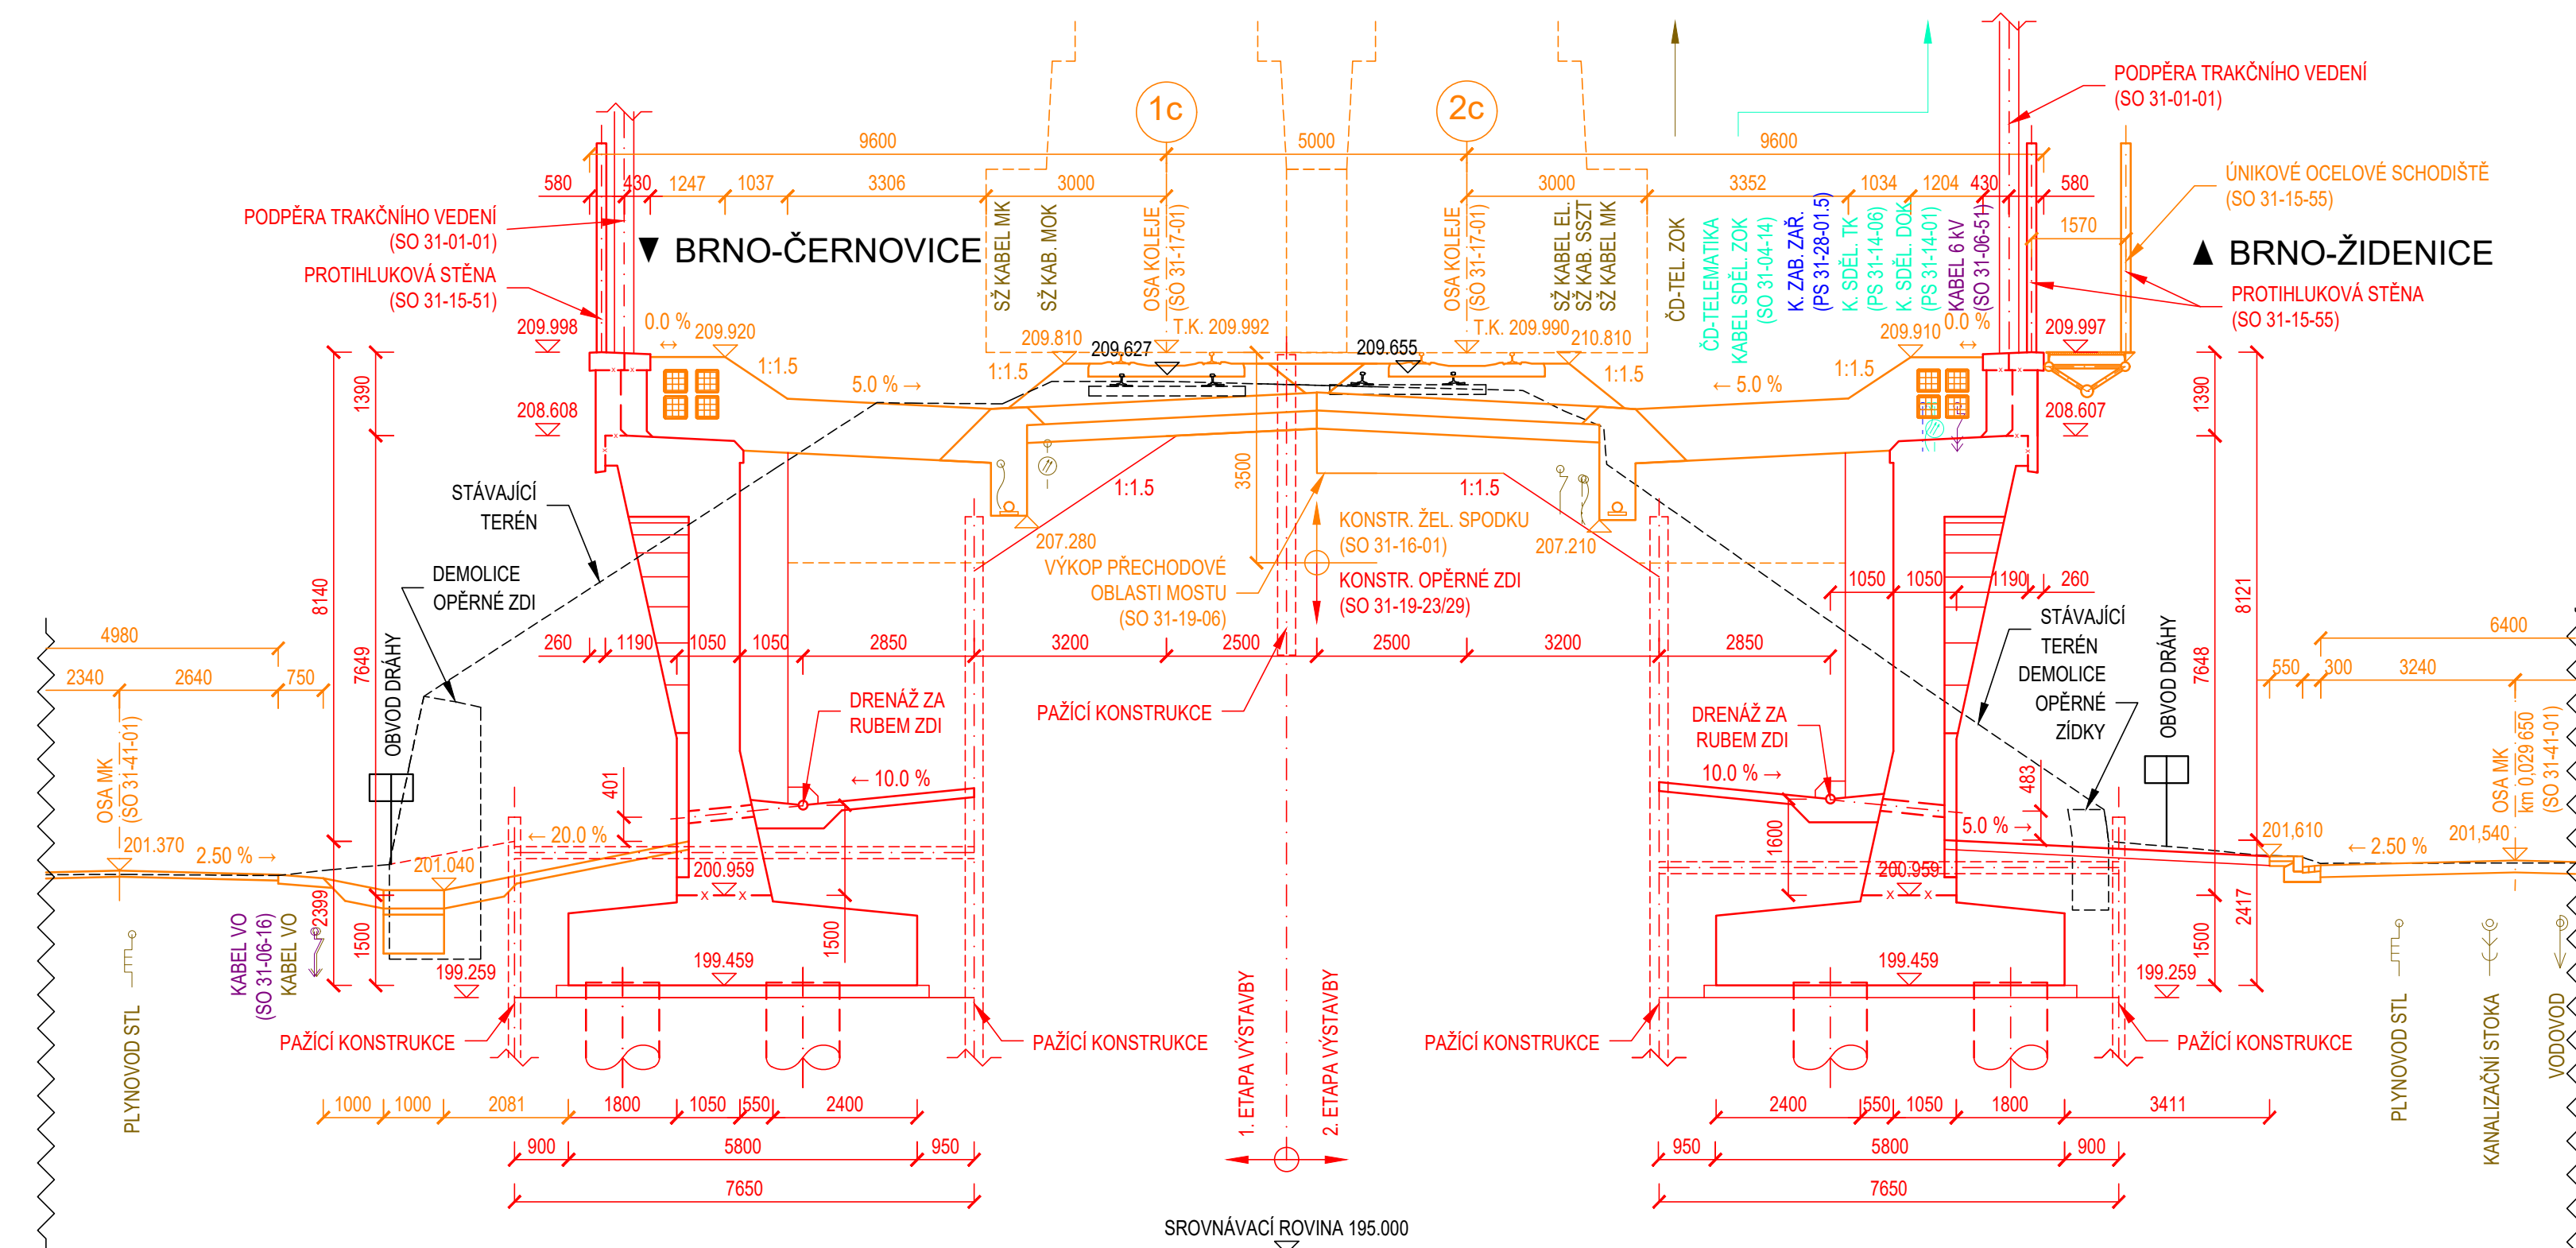 1c
2c
9600
5000
9600
580
430
1247
1037
3306
3000
3000
3352
1034
1204
430
580
1570
PODPĚRA TRAKČNÍHO VEDENÍ
(SO 31-01-01)
PODPĚRA TRAKČNÍHO VEDENÍ
(SO 31-01-01)
PROTIHLUKOVÁ STĚNA
(SO 31-15-51)
ÚNIKOVÉ OCELOVÉ SCHODIŠTĚ
(SO 31-15-55)
PROTIHLUKOVÁ STĚNA
(SO 31-15-55)
▼ BRNO-ČERNOVICE
▲ BRNO-ŽIDENICE
SŽ KABEL MK
SŽ KAB. MOK
OSA KOLEJE
(SO 31-17-01)
OSA KOLEJE
(SO 31-17-01)
SŽ KABEL EL.
SŽ KAB. SSZT
SŽ KABEL MK
ČD-TEL. ZOK
ČD-TELEMATIKA
KABEL SDĚL. ZOK
(SO 31-04-14)
K. ZAB. ZAŘ.
(PS 31-28-01.5)
K. SDĚL. TK
(PS 31-14-06)
K. SDĚL. DOK
(PS 31-14-01)
KABEL 6 kV
(SO 31-06-51)
209.998
0.0 %
↔
209.920
1:1.5
5.0 % →
209.810
1:1.5
209.627
T.K. 209.992
209.655
T.K. 209.990
210.810
1:1.5
← 5.0 %
1:1.5
209.910
0.0 %
↔
209.997
208.608
208.607
1390
1390
8140
7649
8121
7648
STÁVAJÍCÍ
TERÉN
DEMOLICE
OPĚRNÉ ZDI
1:1.5
1:1.5
3500
207.280
207.210
KONSTR. ŽEL. SPODKU
(SO 31-16-01)
VÝKOP PŘECHODOVÉ
OBLASTI MOSTU
(SO 31-19-06)
KONSTR. OPĚRNÉ ZDI
(SO 31-19-23/29)
1050
1050
1190
260
260
1190
1050
1050
2850
3200
2500
2500
3200
2850
STÁVAJÍCÍ
TERÉN
DEMOLICE
OPĚRNÉ
ZÍDKY
4980
2340
2640
750
6400
550
300
3240
OBVOD DRÁHY
OBVOD DRÁHY
OSA MK
(SO 31-41-01)
OSA MK
km 0,029 650
(SO 31-41-01)
DRENÁŽ ZA
RUBEM ZDI
PAŽÍCÍ KONSTRUKCE
DRENÁŽ ZA
RUBEM ZDI
401
← 10.0 %
10.0 % →
483
← 20.0 %
5.0 % →
201.370
2.50 % →
201.040
200.959
1500
1600
200.959
201,610
← 2.50 %
201,540
2399
1500
2417
1500
199.259
199.459
199.459
199.259
PLYNOVOD STL
KABEL VO
(SO 31-06-16)
KABEL VO
PLYNOVOD STL
KANALIZAČNÍ STOKA
VODOVOD
PAŽÍCÍ KONSTRUKCE
PAŽÍCÍ KONSTRUKCE
PAŽÍCÍ KONSTRUKCE
PAŽÍCÍ KONSTRUKCE
1. ETAPA VÝSTAVBY
2. ETAPA VÝSTAVBY
1000
1000
2081
1800
1050
550
2400
2400
550
1050
1800
3411
900
5800
950
950
5800
900
7650
7650
SROVNÁVACÍ ROVINA 195.000